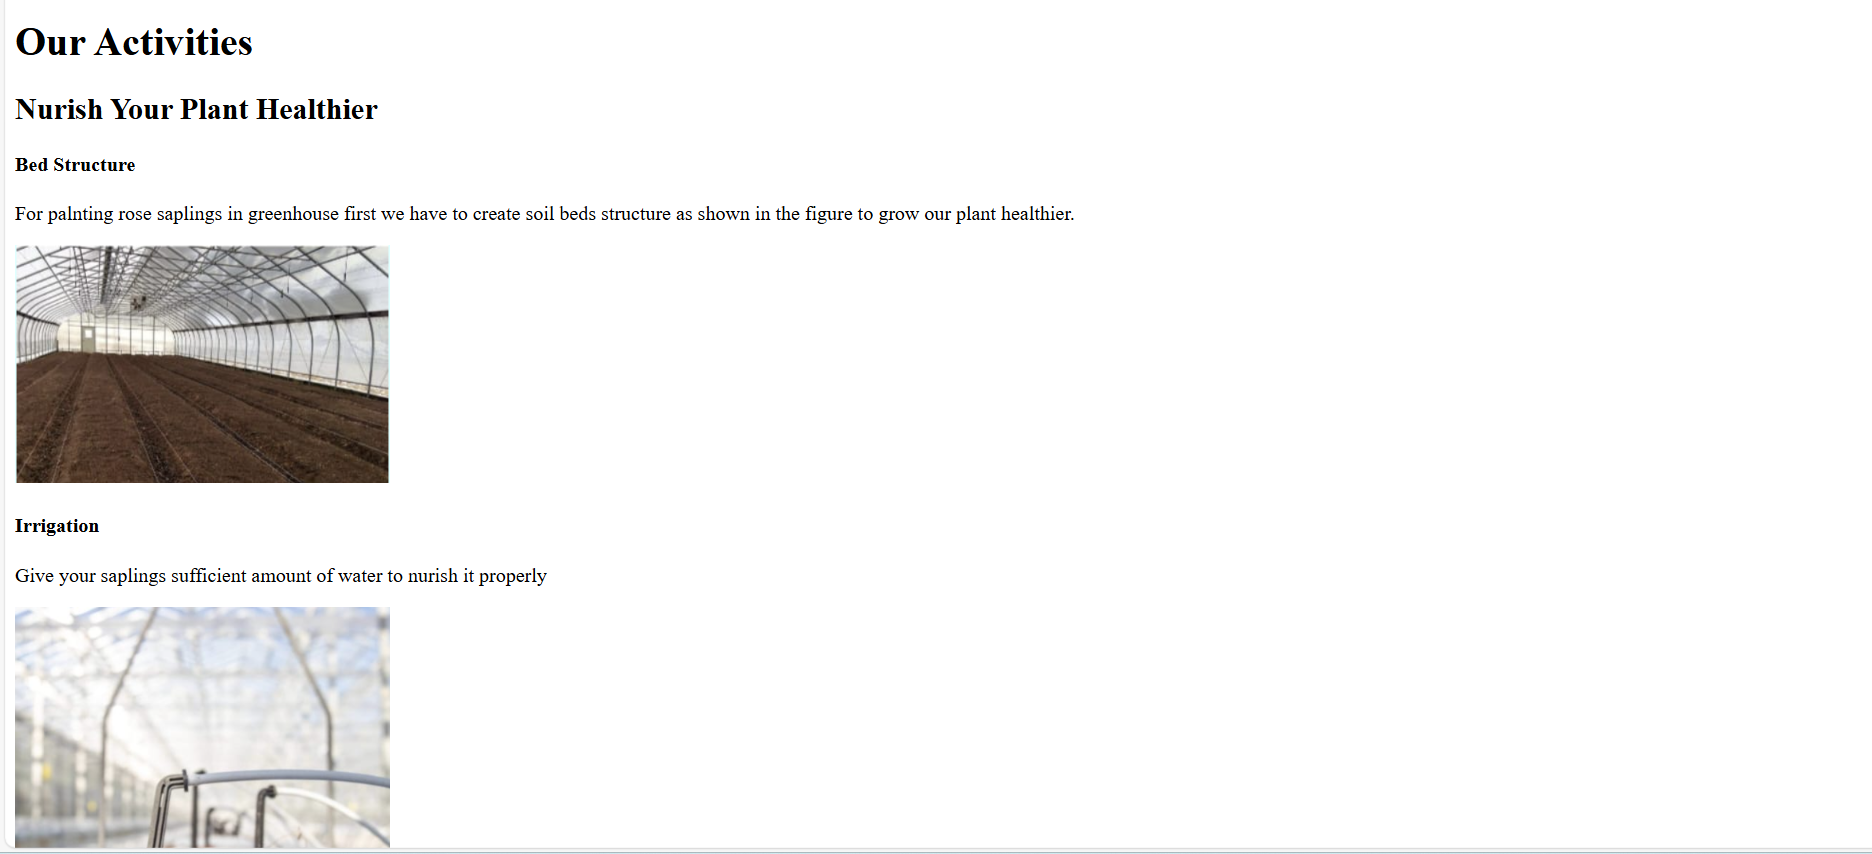 Our Activities
Nurish Your Plant Healthier
Bed Structure
For palnting rose saplings in greenhouse first we have to create soil beds structure as shown in the figure to grow our plant healthier.
Irrigation
Give your saplings sufficient amount of water to nurish it properly